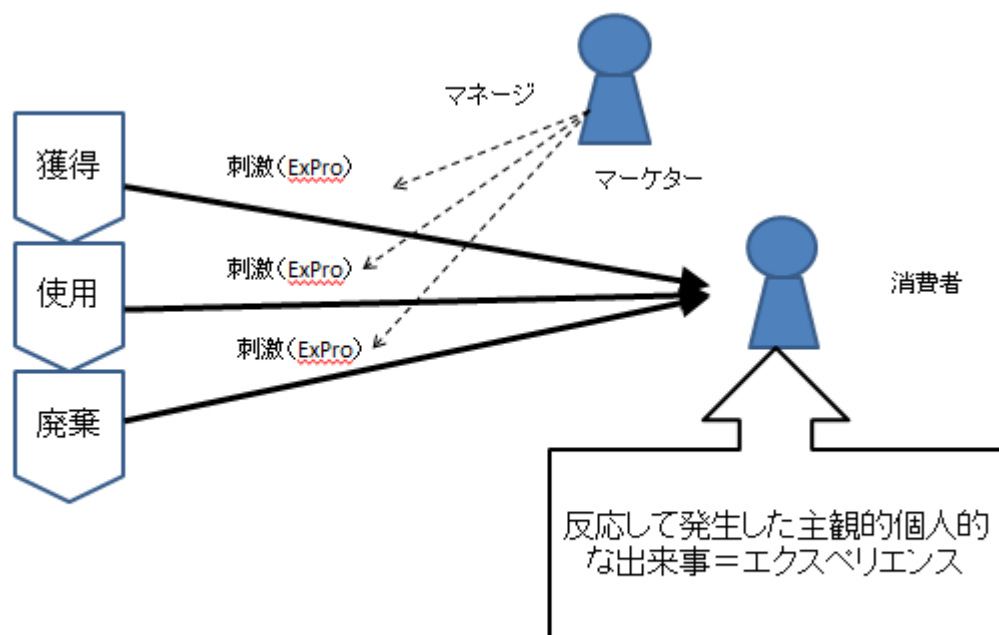 マネージ
獲得
刺激(ExPro)
マーケター
使用
刺激(ExPro)
消費者
刺激(ExPro)
廃棄
反応して発生した主観的個人的
な出来事=エクスペリエンス